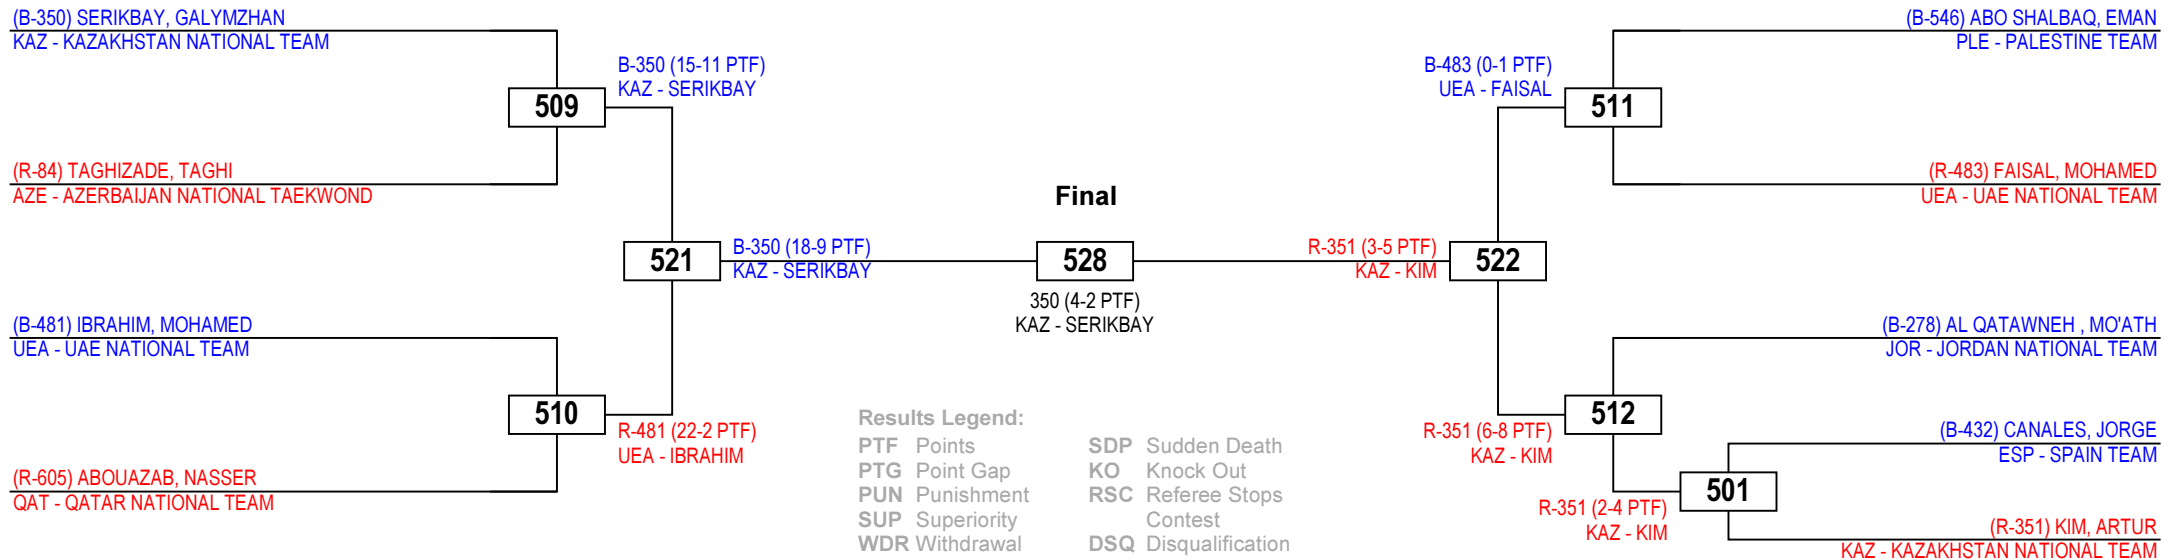 (B-350) SERIKBAY, GALYMZHAN
KAZ - KAZAKHSTAN NATIONAL TEAM
B-350 (15-11 PTF)
KAZ - SERIKBAY
509
(R-84) TAGHIZADE, TAGHI
AZE - AZERBAIJAN NATIONAL TAEKWOND
521
B-350 (18-9 PTF)
KAZ - SERIKBAY
(B-481) IBRAHIM, MOHAMED
UEA - UAE NATIONAL TEAM
510
R-481 (22-2 PTF)
UEA - IBRAHIM
(R-605) ABOUAZAB, NASSER
QAT - QATAR NATIONAL TEAM
Final
528
350 (4-2 PTF)
KAZ - SERIKBAY
(B-546) ABO SHALBAQ, EMAN
PLE - PALESTINE TEAM
B-483 (0-1 PTF)
UEA - FAISAL
511
(R-483) FAISAL, MOHAMED
UEA - UAE NATIONAL TEAM
R-351 (3-5 PTF)
KAZ - KIM
522
(B-278) AL QATAWNEH , MO'ATH
JOR - JORDAN NATIONAL TEAM
512
R-351 (6-8 PTF)
KAZ - KIM
(B-432) CANALES, JORGE
ESP - SPAIN TEAM
501
R-351 (2-4 PTF)
KAZ - KIM
(R-351) KIM, ARTUR
KAZ - KAZAKHSTAN NATIONAL TEAM
Results Legend:
PTF Points SDP Sudden Death
PTG Point Gap KO Knock Out
PUN Punishment RSC Referee Stops
SUP Superiority Contest
WDR Withdrawal DSQ Disqualification